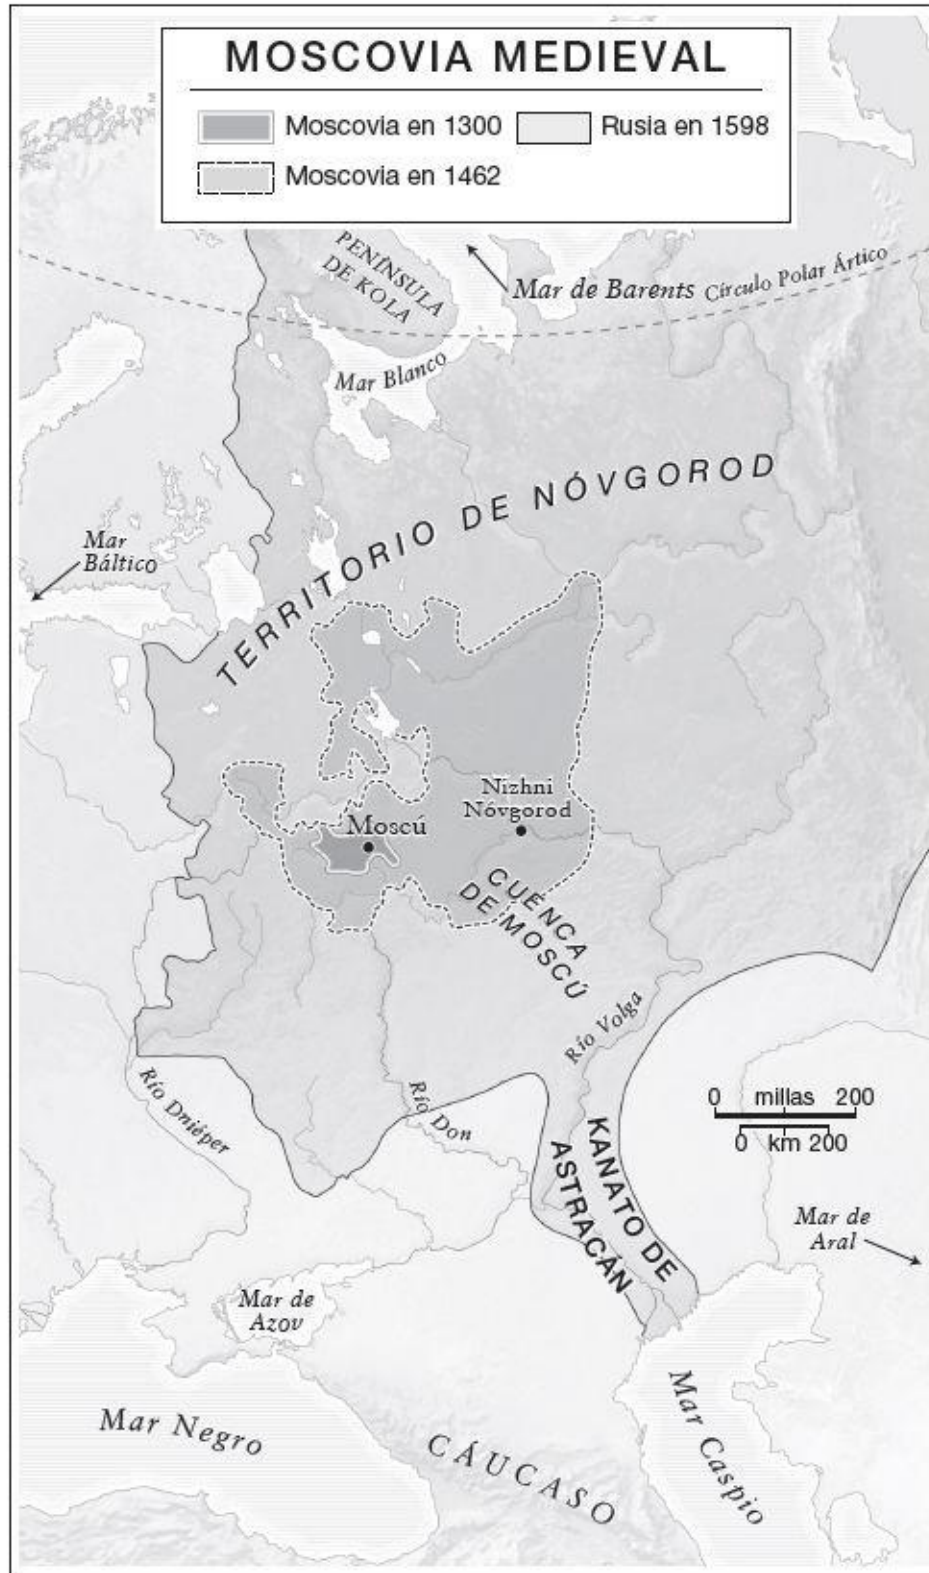 MOSCOVIA MEDIEVAL
Moscovia en 1300
Rusia en 1598
Moscovia en 1462
PENÍNSULA
DE KOLA
Mar de Barents
Círculo Polar Ártico
Mar Blanco
TERRITORIO DE NÓVGOROD
Mar
Báltico
Nizhni
Nóvgorod
Moscú
CUENCA
DE MOSCÚ
Río Volga
Río Dniéper
Río Don
0 millas 200
0 km 200
KANATO DE
ASTRACÁN
Mar de
Aral
Mar de
Azov
Mar Negro
CÁUCASO
Mar Caspio